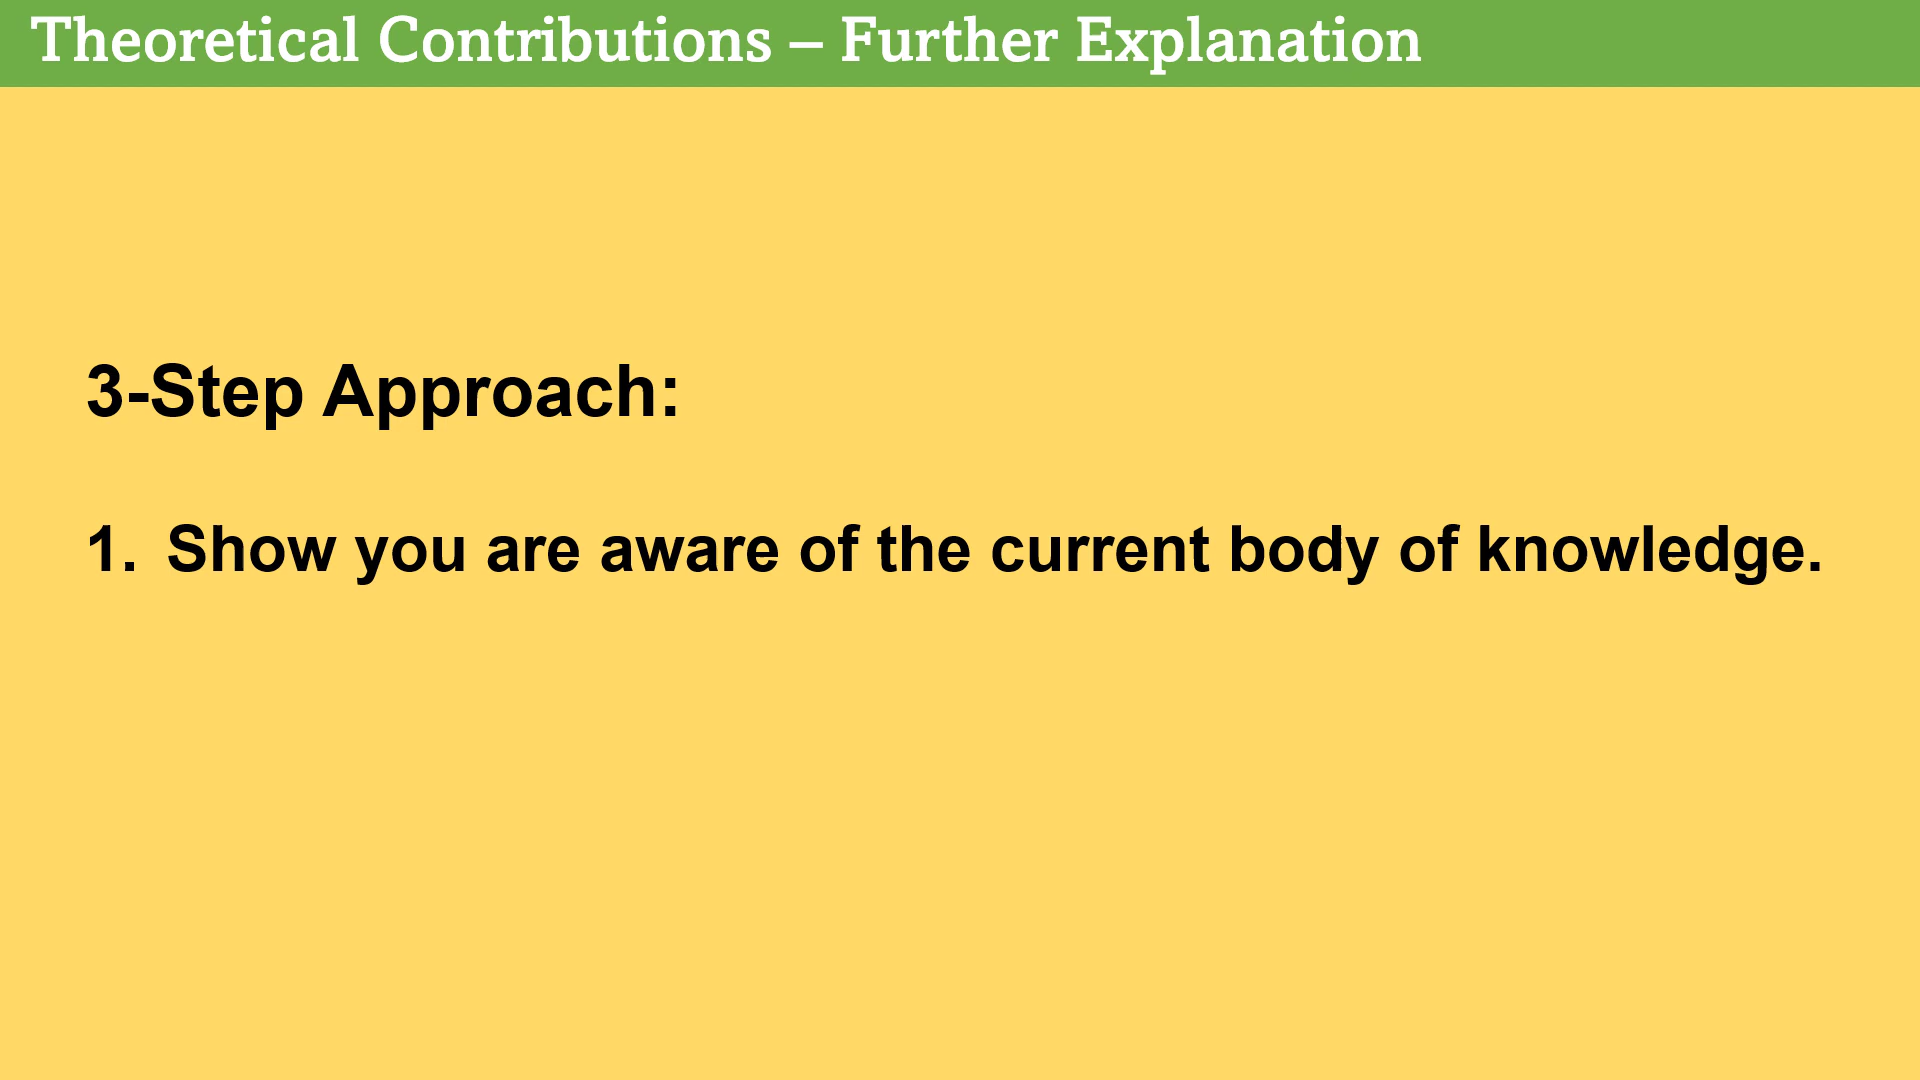 Theoretical Contributions – Further Explanation
3-Step Approach:
1. Show you are aware of the current body of knowledge.